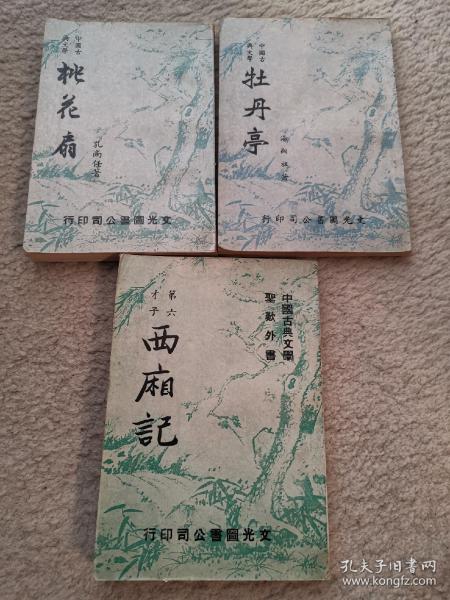 中國古
典文學
桃花扇
孔尚任著
行印司公書圖光文
中國古
典文學
牡丹亭
湯顯祖著
行印司公書圖光文
中國古典文學
聖歎外書
第六
才子
西廂記
行印司公書圖光文
孔夫子旧书网
www.kongfz.com